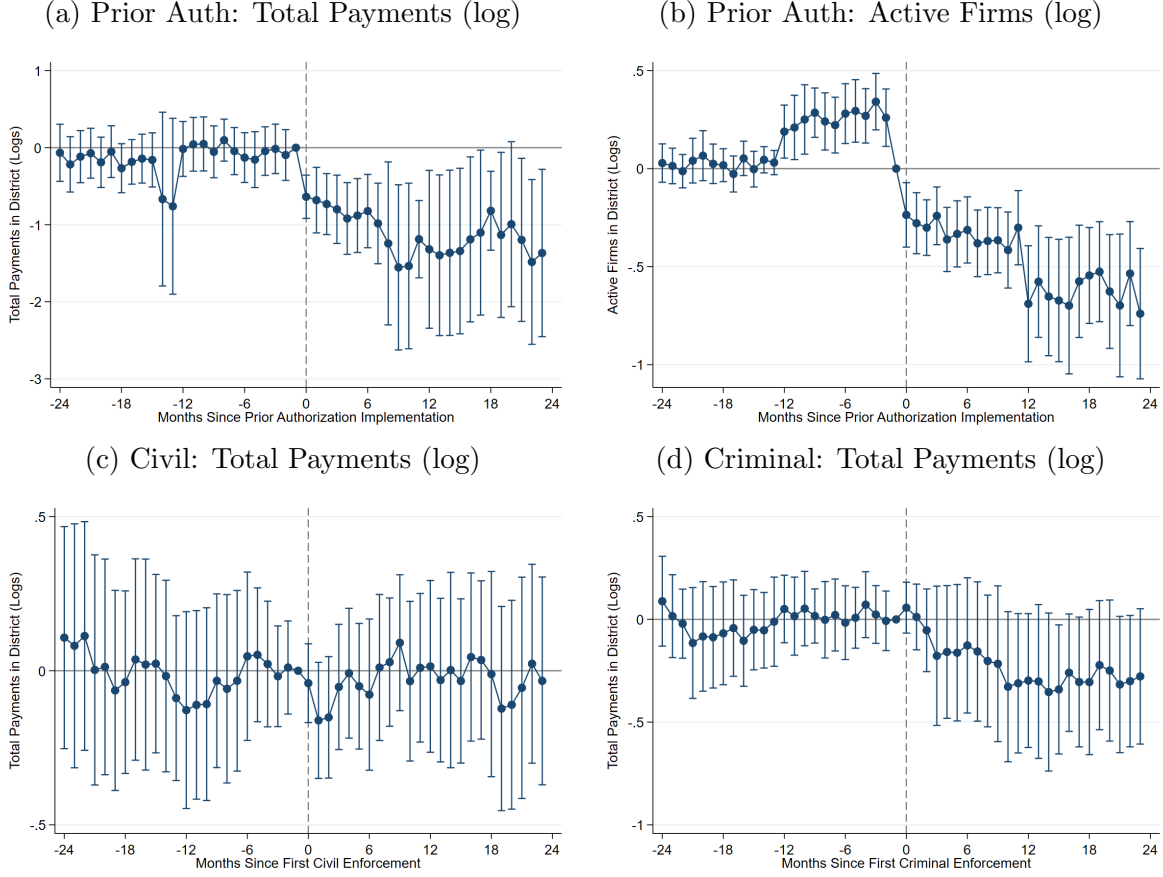 (a) Prior Auth: Total Payments (log)
(b) Prior Auth: Active Firms (log)
Total Payments in District (Logs)
1
0
-1
-2
-3
-24 -18 -12 -6 0 6 12 18 24
Months Since Prior Authorization Implementation
Active Firms in District (Logs)
.5
0
-.5
-1
-24 -18 -12 -6 0 6 12 18 24
Months Since Prior Authorization Implementation
(c) Civil: Total Payments (log)
(d) Criminal: Total Payments (log)
Total Payments in District (Logs)
.5
0
-.5
-24 -18 -12 -6 0 6 12 18 24
Months Since First Civil Enforcement
Total Payments in District (Logs)
.5
0
-.5
-1
-24 -18 -12 -6 0 6 12 18 24
Months Since First Criminal Enforcement